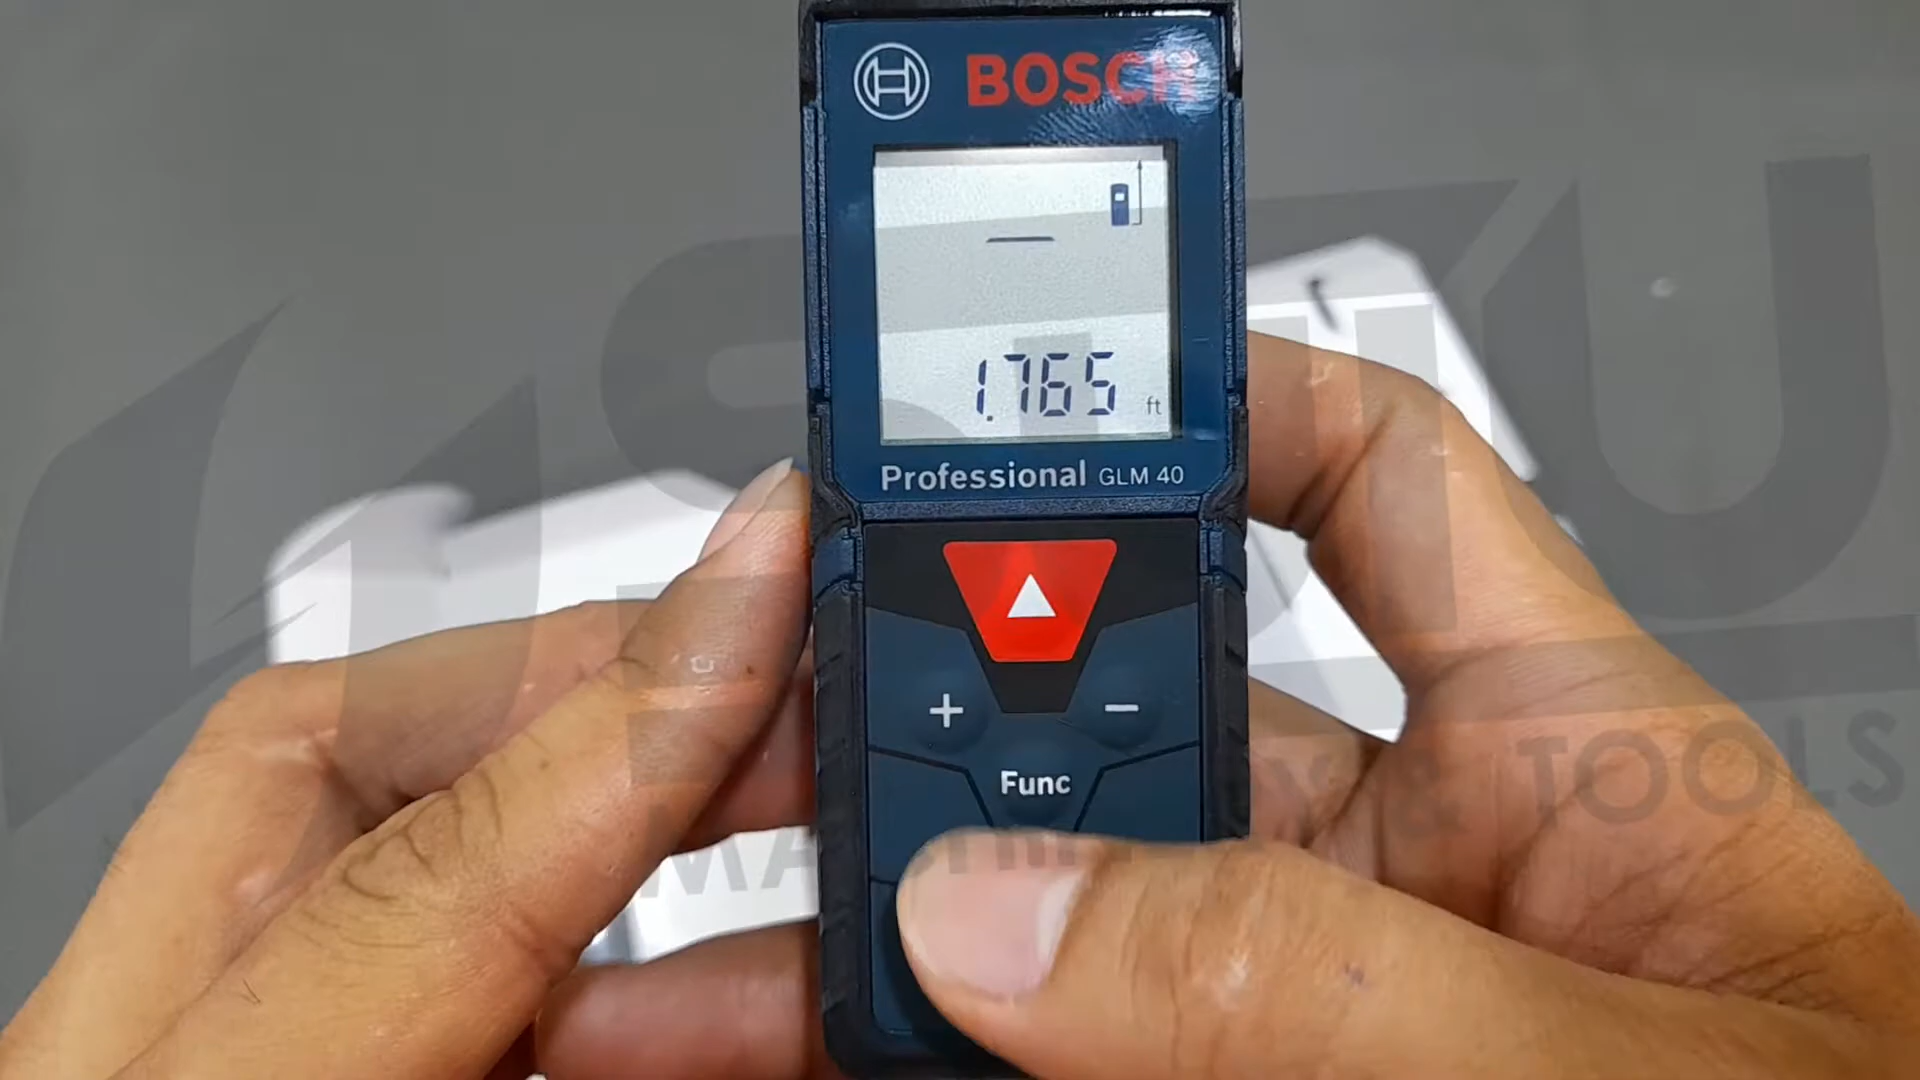 BOSCH
1.765 ft
Professional GLM 40
+ −
Func
& TOOLS